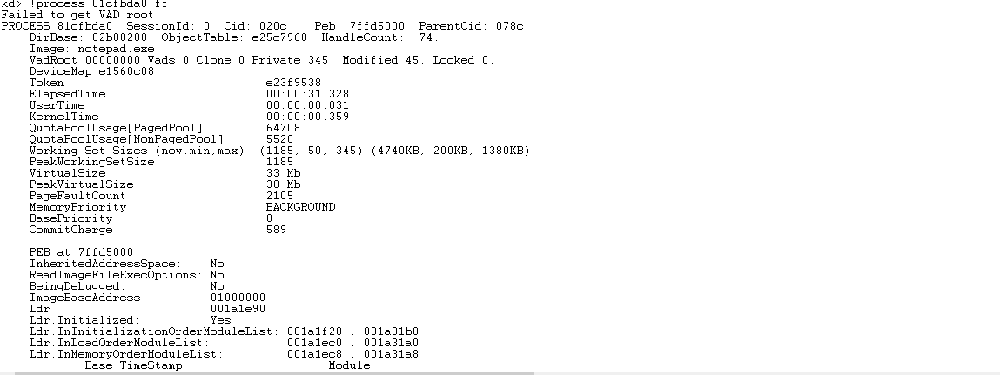 kd> !process 81cfbda0 ff
Failed to get VAD root
PROCESS 81cfbda0  SessionId: 0  Cid: 020c    Peb: 7ffd5000  ParentCid: 078c
    DirBase: 02b80280  ObjectTable: e25c7968  HandleCount:  74.
    Image: notepad.exe
    VadRoot 00000000 Vads 0 Clone 0 Private 345. Modified 45. Locked 0.
    DeviceMap e1560c08
    Token                             e23f9538
    ElapsedTime                       00:00:31.328
    UserTime                          00:00:00.031
    KernelTime                        00:00:00.359
    QuotaPoolUsage[PagedPool]         64708
    QuotaPoolUsage[NonPagedPool]      5520
    Working Set Sizes (now,min,max)  (1185, 50, 345) (4740KB, 200KB, 1380KB)
    PeakWorkingSetSize                1185
    VirtualSize                       33 Mb
    PeakVirtualSize                   38 Mb
    PageFaultCount                    2105
    MemoryPriority                    BACKGROUND
    BasePriority                      8
    CommitCharge                      589
    PEB at 7ffd5000
    InheritedAddressSpace:    No
    ReadImageFileExecOptions: No
    BeingDebugged:            No
    ImageBaseAddress:         01000000
    Ldr                       001a1e90
    Ldr.Initialized:          Yes
    Ldr.InInitializationOrderModuleList: 001a1f28 . 001a31b0
    Ldr.InLoadOrderModuleList:           001a1ec0 . 001a31a0
    Ldr.InMemoryOrderModuleList:         001a1ec8 . 001a31a8
            Base TimeStamp                     Module